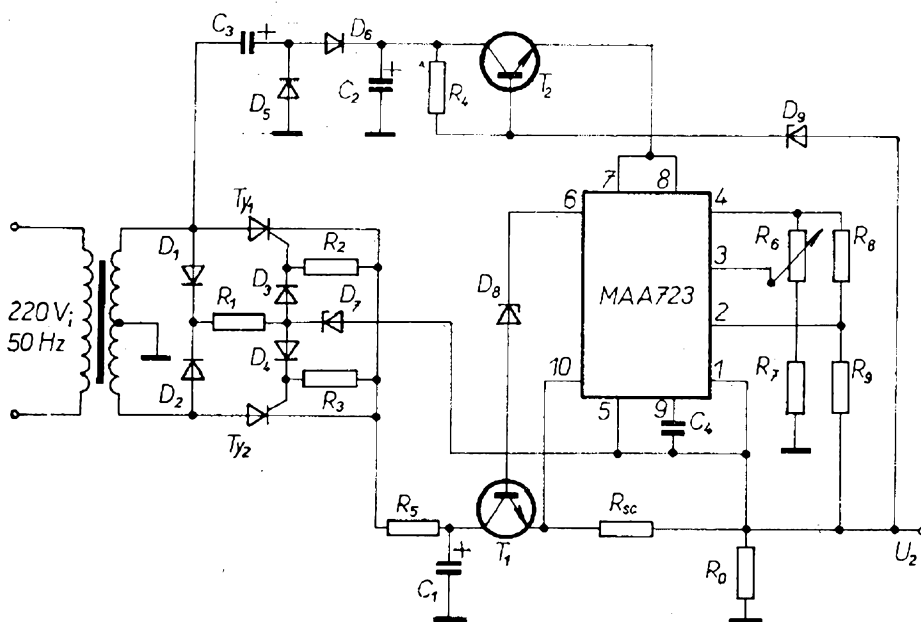 C3
D6
D5
C2
R4
T2
D9
7
8
6
4
Ty1
R2
R6
R8
D1
D3
3
D8
MAA723
220 V;
50 Hz
R1
D7
2
D4
10
1
R7
R9
D2
R3
5
9
C4
Ty2
R5
Rsc
T1
U2
C1
R0